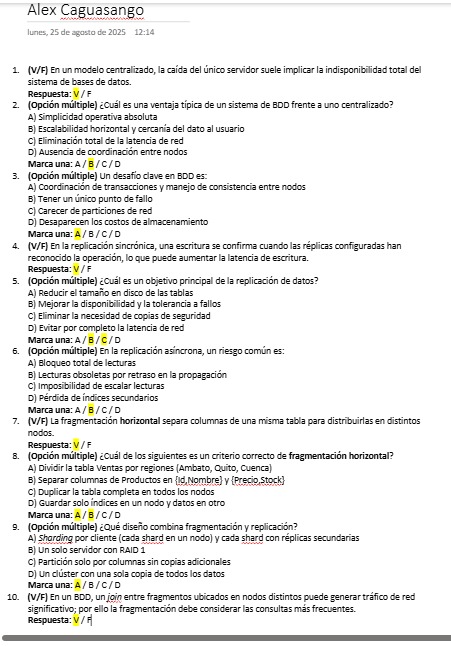 Alex Caguasango
lunes, 25 de agosto de 2025 12:14
1. (V/F) En un modelo centralizado, la caída del único servidor suele implicar la indisponibilidad total del
sistema de bases de datos.
Respuesta: V / F
2. (Opción múltiple) ¿Cuál es una ventaja típica de un sistema de BDD frente a uno centralizado?
A) Simplicidad operativa absoluta
B) Escalabilidad horizontal y cercanía del dato al usuario
C) Eliminación total de la latencia de red
D) Ausencia de coordinación entre nodos
Marca una: A / B / C / D
3. (Opción múltiple) Un desafío clave en BDD es:
A) Coordinación de transacciones y manejo de consistencia entre nodos
B) Tener un único punto de fallo
C) Carecer de particiones de red
D) Desaparecen los costos de almacenamiento
Marca una: A / B / C / D
4. (V/F) En la replicación sincrónica, una escritura se confirma cuando las réplicas configuradas han
reconocido la operación, lo que puede aumentar la latencia de escritura.
Respuesta: V / F
5. (Opción múltiple) ¿Cuál es un objetivo principal de la replicación de datos?
A) Reducir el tamaño en disco de las tablas
B) Mejorar la disponibilidad y la tolerancia a fallos
C) Eliminar la necesidad de copias de seguridad
D) Evitar por completo la latencia de red
Marca una: A / B / C / D
6. (Opción múltiple) En la replicación asíncrona, un riesgo común es:
A) Bloqueo total de lecturas
B) Lecturas obsoletas por retraso en la propagación
C) Imposibilidad de escalar lecturas
D) Pérdida de índices secundarios
Marca una: A / B / C / D
7. (V/F) La fragmentación horizontal separa columnas de una misma tabla para distribuirlas en distintos
nodos.
Respuesta: V / F
8. (Opción múltiple) ¿Cuál de los siguientes es un criterio correcto de fragmentación horizontal?
A) Dividir la tabla Ventas por regiones (Ambato, Quito, Cuenca)
B) Separar columnas de Productos en {Id,Nombre} y {Precio,Stock}
C) Duplicar la tabla completa en todos los nodos
D) Guardar solo índices en un nodo y datos en otro
Marca una: A / B / C / D
9. (Opción múltiple) ¿Qué diseño combina fragmentación y replicación?
A) Sharding por cliente (cada shard en un nodo) y cada shard con réplicas secundarias
B) Un solo servidor con RAID 1
C) Partición solo por columnas sin copias adicionales
D) Un clúster con una sola copia de todos los datos
Marca una: A / B / C / D
10. (V/F) En un BDD, un join entre fragmentos ubicados en nodos distintos puede generar tráfico de red
significativo; por ello la fragmentación debe considerar las consultas más frecuentes.
Respuesta: V / F